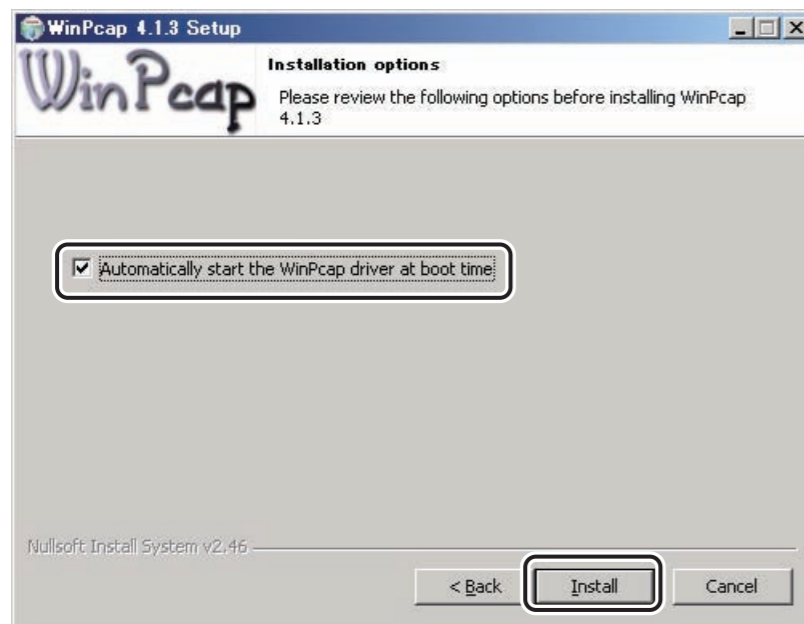 WinPcap 4.1.3 Setup
WinPcap
Installation options
Please review the following options before installing WinPcap
4.1.3
Automatically start the WinPcap driver at boot time
Nullsoft Install System v2.46
< Back
Install
Cancel